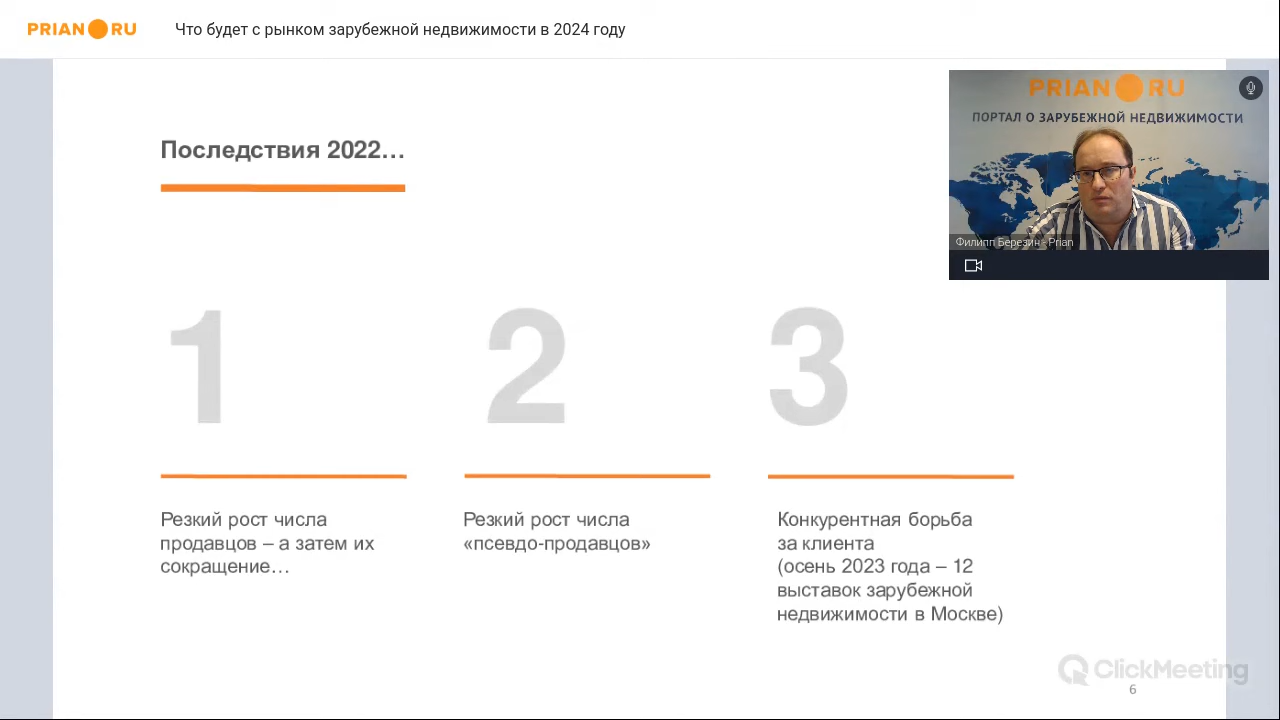 PRIAN RU
Что будет с рынком зарубежной недвижимости в 2024 году
PRIAN RU
ПОРТАЛ О ЗАРУБЕЖНОЙ НЕДВИЖИМОСТИ
Филипп Березин - Prian
Последствия 2022…
1
2
3
Резкий рост числа
продавцов – а затем их
сокращение…
Резкий рост числа
«псевдо-продавцов»
Конкурентная борьба
за клиента
(осень 2023 года – 12
выставок зарубежной
недвижимости в Москве)
ClickMeeting
6